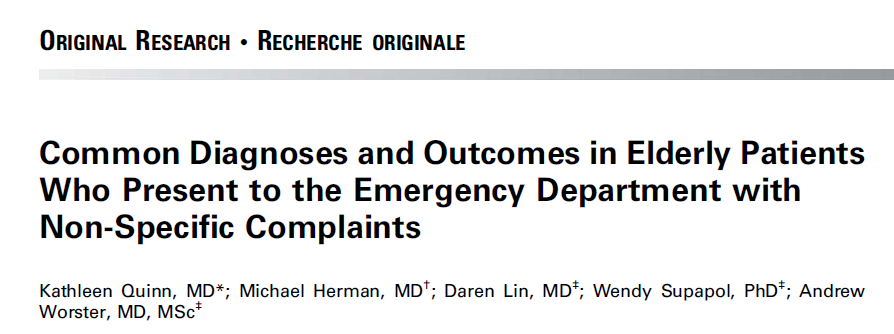 ORIGINAL RESEARCH • RECHERCHE ORIGINALE
Common Diagnoses and Outcomes in Elderly Patients
Who Present to the Emergency Department with
Non-Specific Complaints
Kathleen Quinn, MD*; Michael Herman, MD†; Daren Lin, MD‡; Wendy Supapol, PhD‡; Andrew
Worster, MD, MSc‡